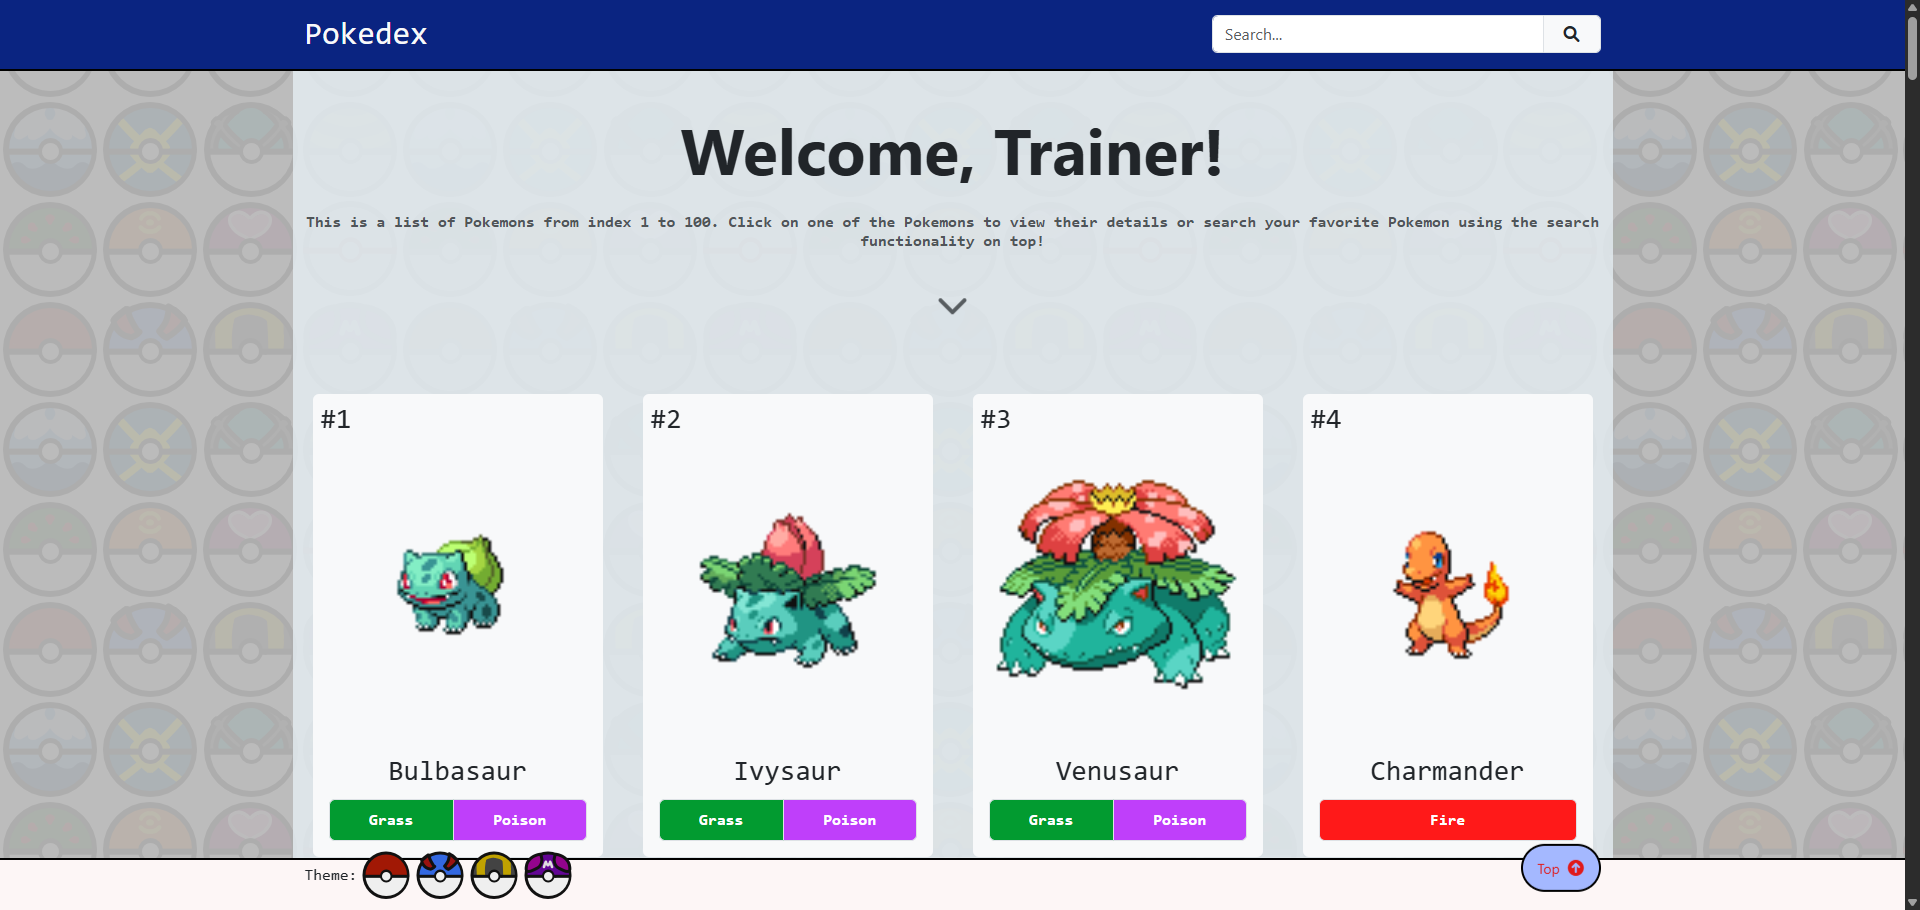 Pokedex
Search...
Welcome, Trainer!
This is a list of Pokemons from index 1 to 100. Click on one of the Pokemons to view their details or search your favorite Pokemon using the search
functionality on top!
#1
#2
#3
#4
Bulbasaur
Ivysaur
Venusaur
Charmander
Grass
Poison
Grass
Poison
Grass
Poison
Fire
Theme:
M
Top